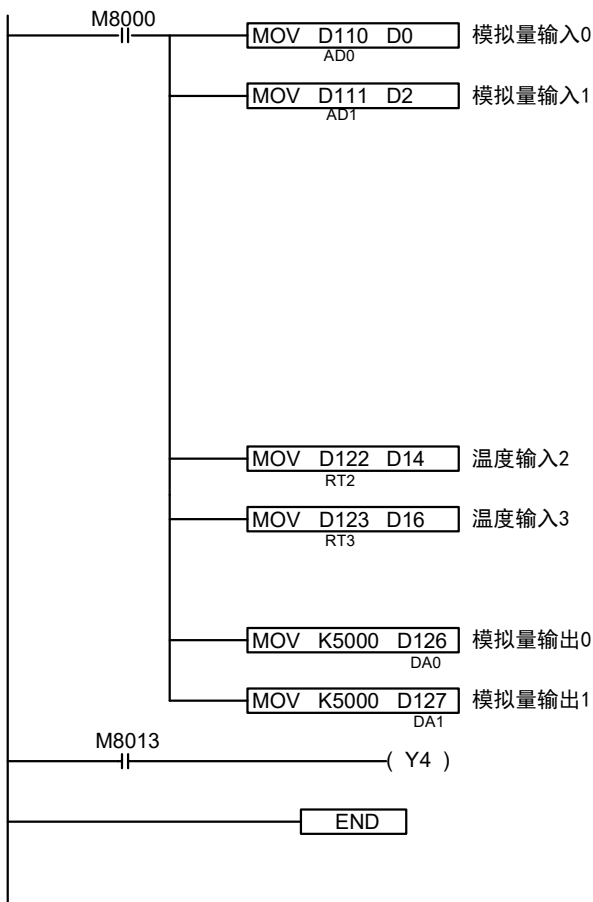 M8000
MOV D110 D0 模拟量输入0
AD0
MOV D111 D2 模拟量输入1
AD1
MOV D122 D14 温度输入2
RT2
MOV D123 D16 温度输入3
RT3
MOV K5000 D126 模拟量输出0
DA0
MOV K5000 D127 模拟量输出1
DA1
M8013
( Y4 )
END